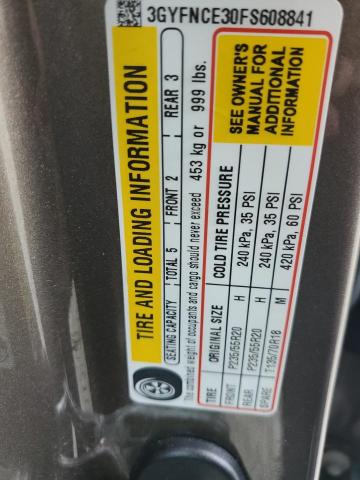 3GYFNCE30FS608841
TIRE AND LOADING INFORMATION
SEATING CAPACITY TOTAL 5 FRONT 2 REAR 3
The combined weight of occupants and cargo should never exceed 453 kg or 999 lbs.
TIRE ORIGINAL SIZE COLD TIRE PRESSURE
FRONT P235/55R20 H 240 kPa, 35 PSI
REAR P235/55R20 H 240 kPa, 35 PSI
SPARE T135/70R18 M 420 kPa, 60 PSI
SEE OWNER'S
MANUAL FOR
ADDITIONAL
INFORMATION